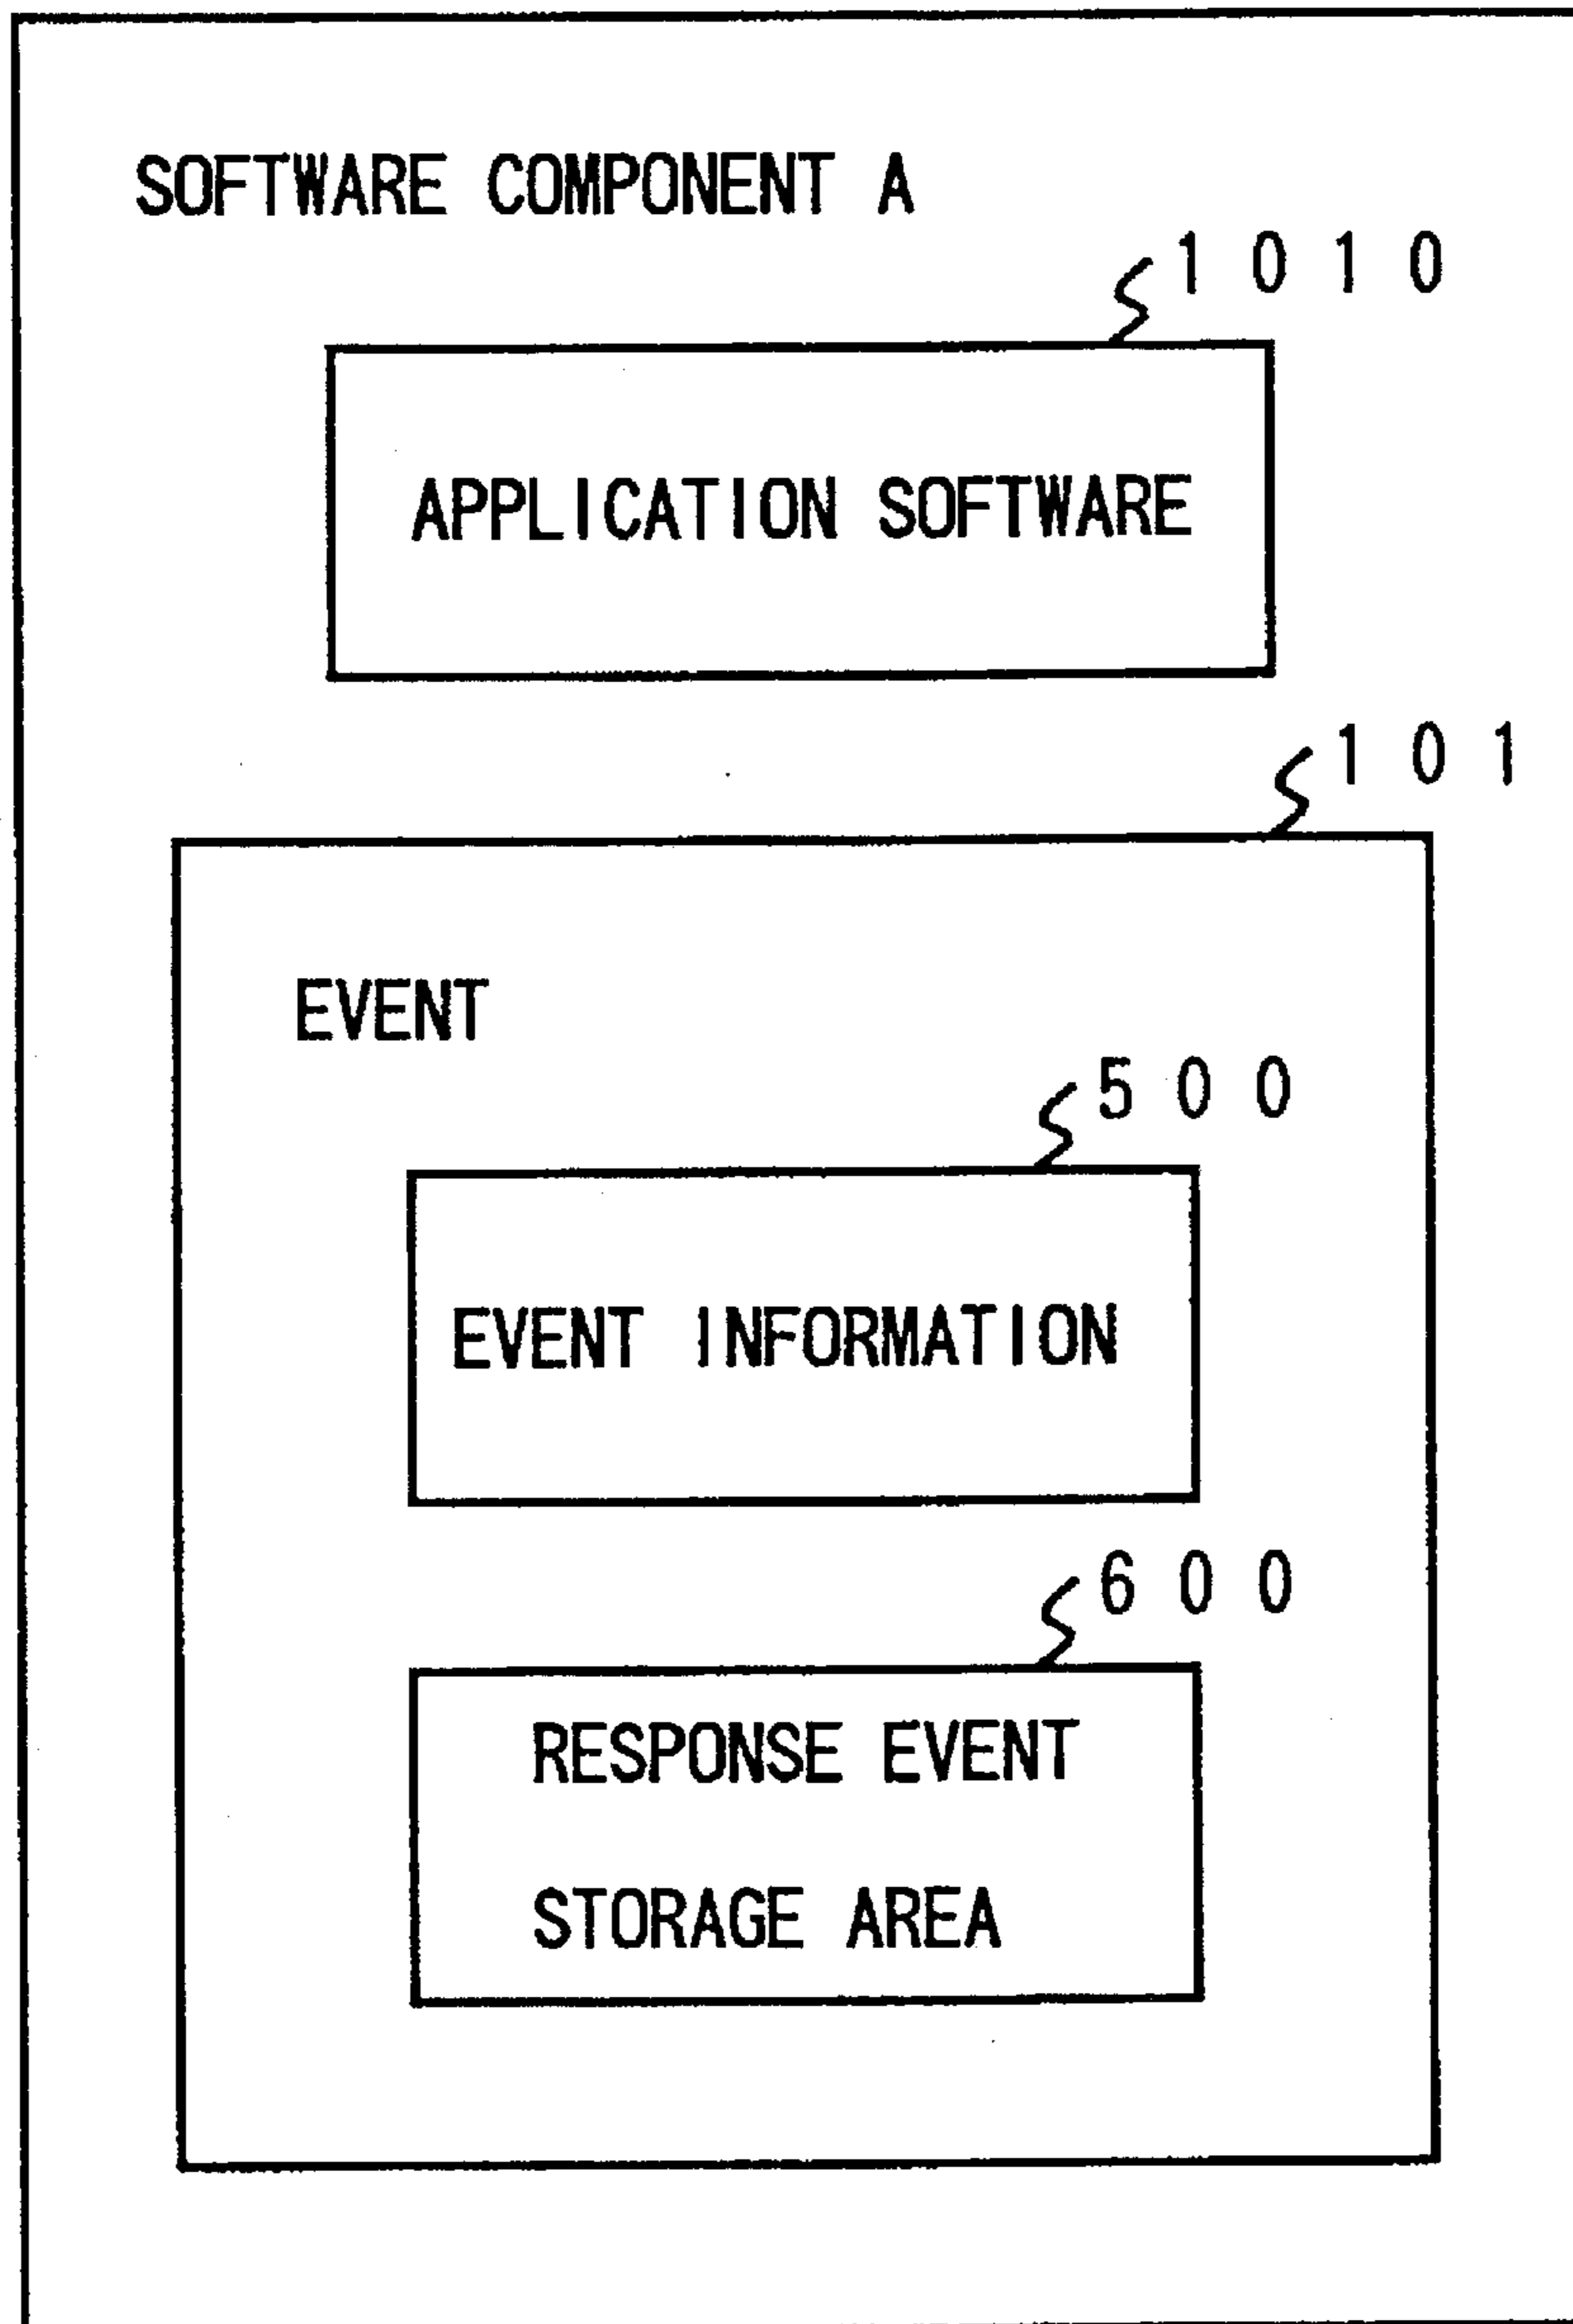 SOFTWARE COMPONENT A
1010
APPLICATION SOFTWARE
101
EVENT
500
EVENT INFORMATION
600
RESPONSE EVENT
STORAGE AREA